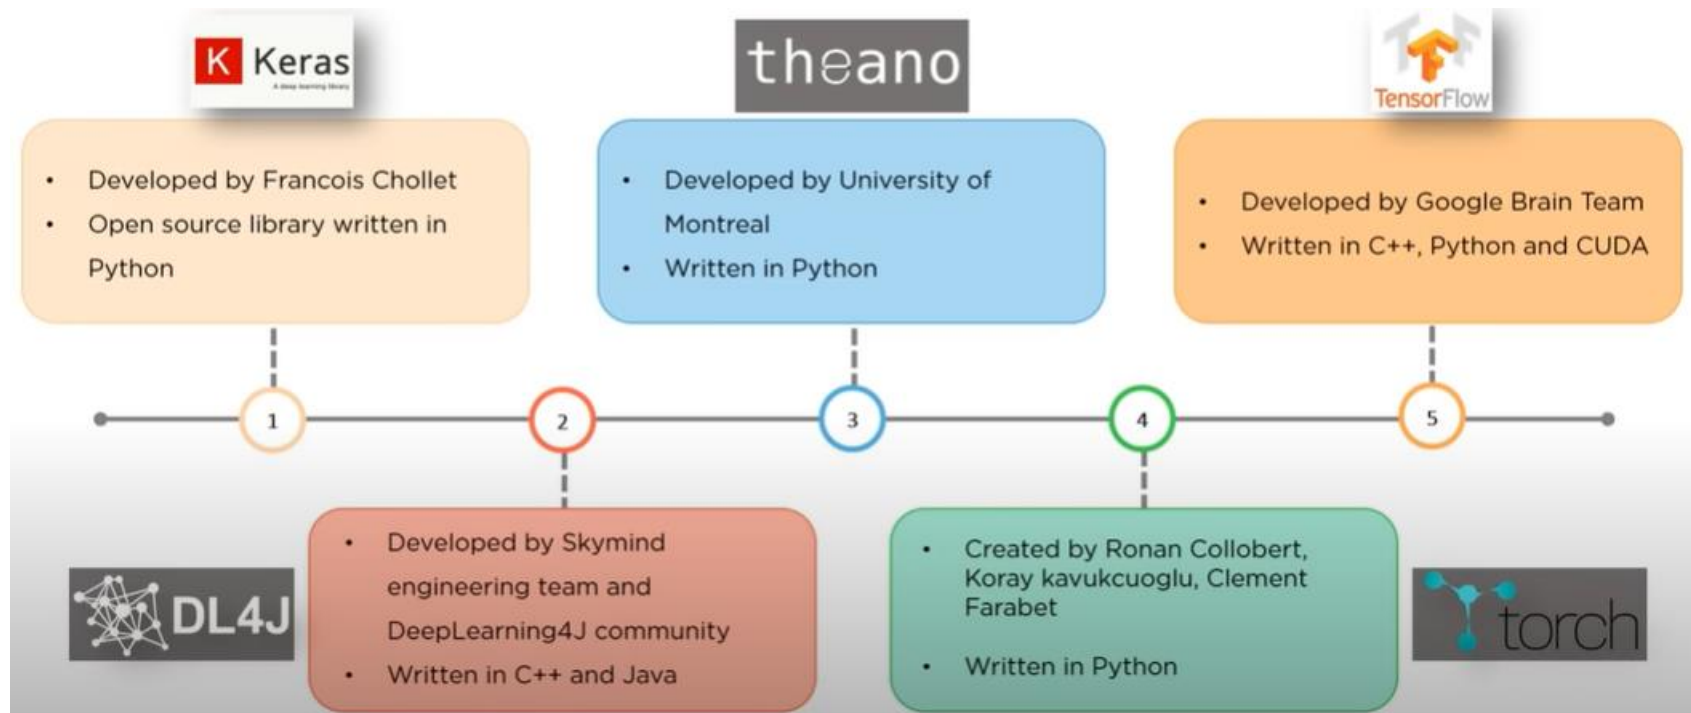 K Keras
A deep learning library
• Developed by Francois Chollet
• Open source library written in
Python
theano
• Developed by University of
Montreal
• Written in Python
TensorFlow
• Developed by Google Brain Team
• Written in C++, Python and CUDA
1
2
3
4
5
DL4J
• Developed by Skymind
engineering team and
DeepLearning4J community
• Written in C++ and Java
• Created by Ronan Collobert,
Koray kavukcuoglu, Clement
Farabet
• Written in Python
torch